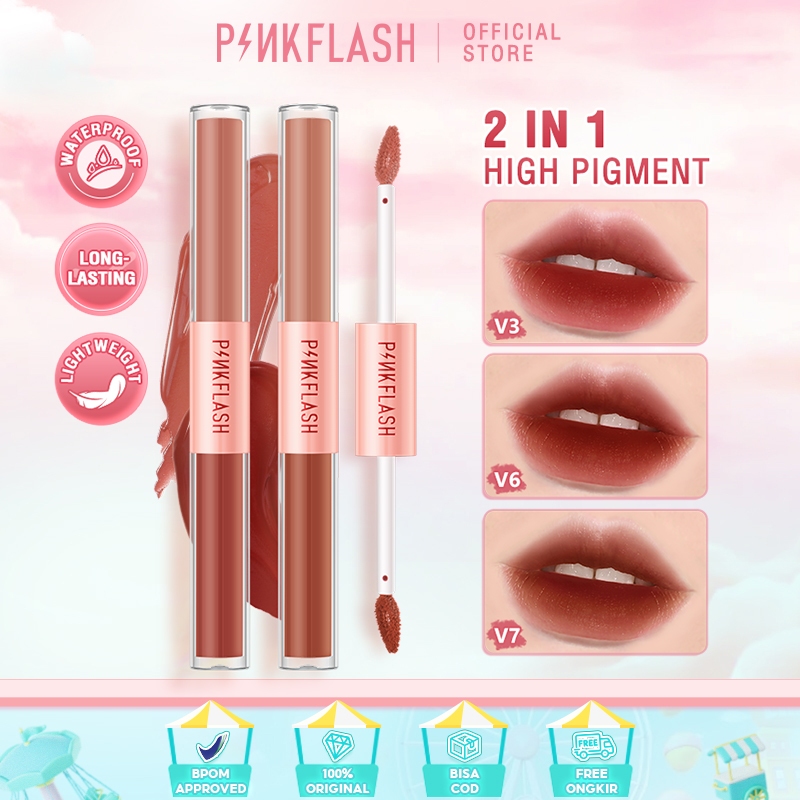 PINKFLASH
OFFICIAL
STORE
WATERPROOF
LONG-
LASTING
LIGHTWEIGHT
PINKFLASH
PINKFLASH
PINKFLASH
2 IN 1
HIGH PIGMENT
V3
V6
V7
BPOM
APPROVED
100%
ORIGINAL
BISA
COD
FREE
FREE
ONGKIR